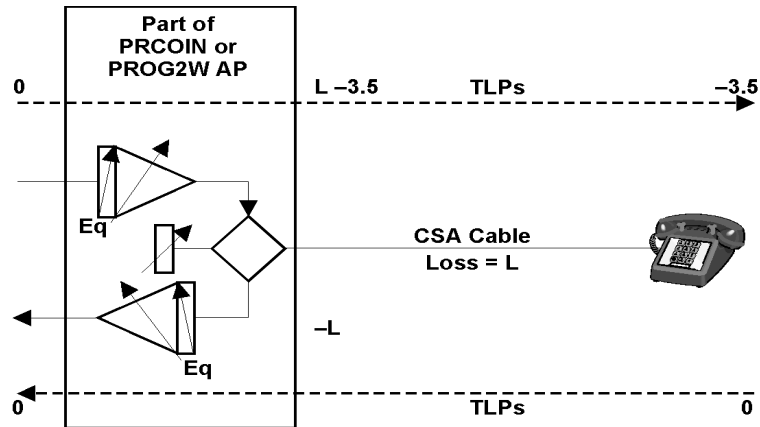 Part of
PRCOIN or
PROG2W AP
0
L –3.5
TLPs
–3.5
Eq
CSA Cable
Loss = L
–L
Eq
0
TLPs
0